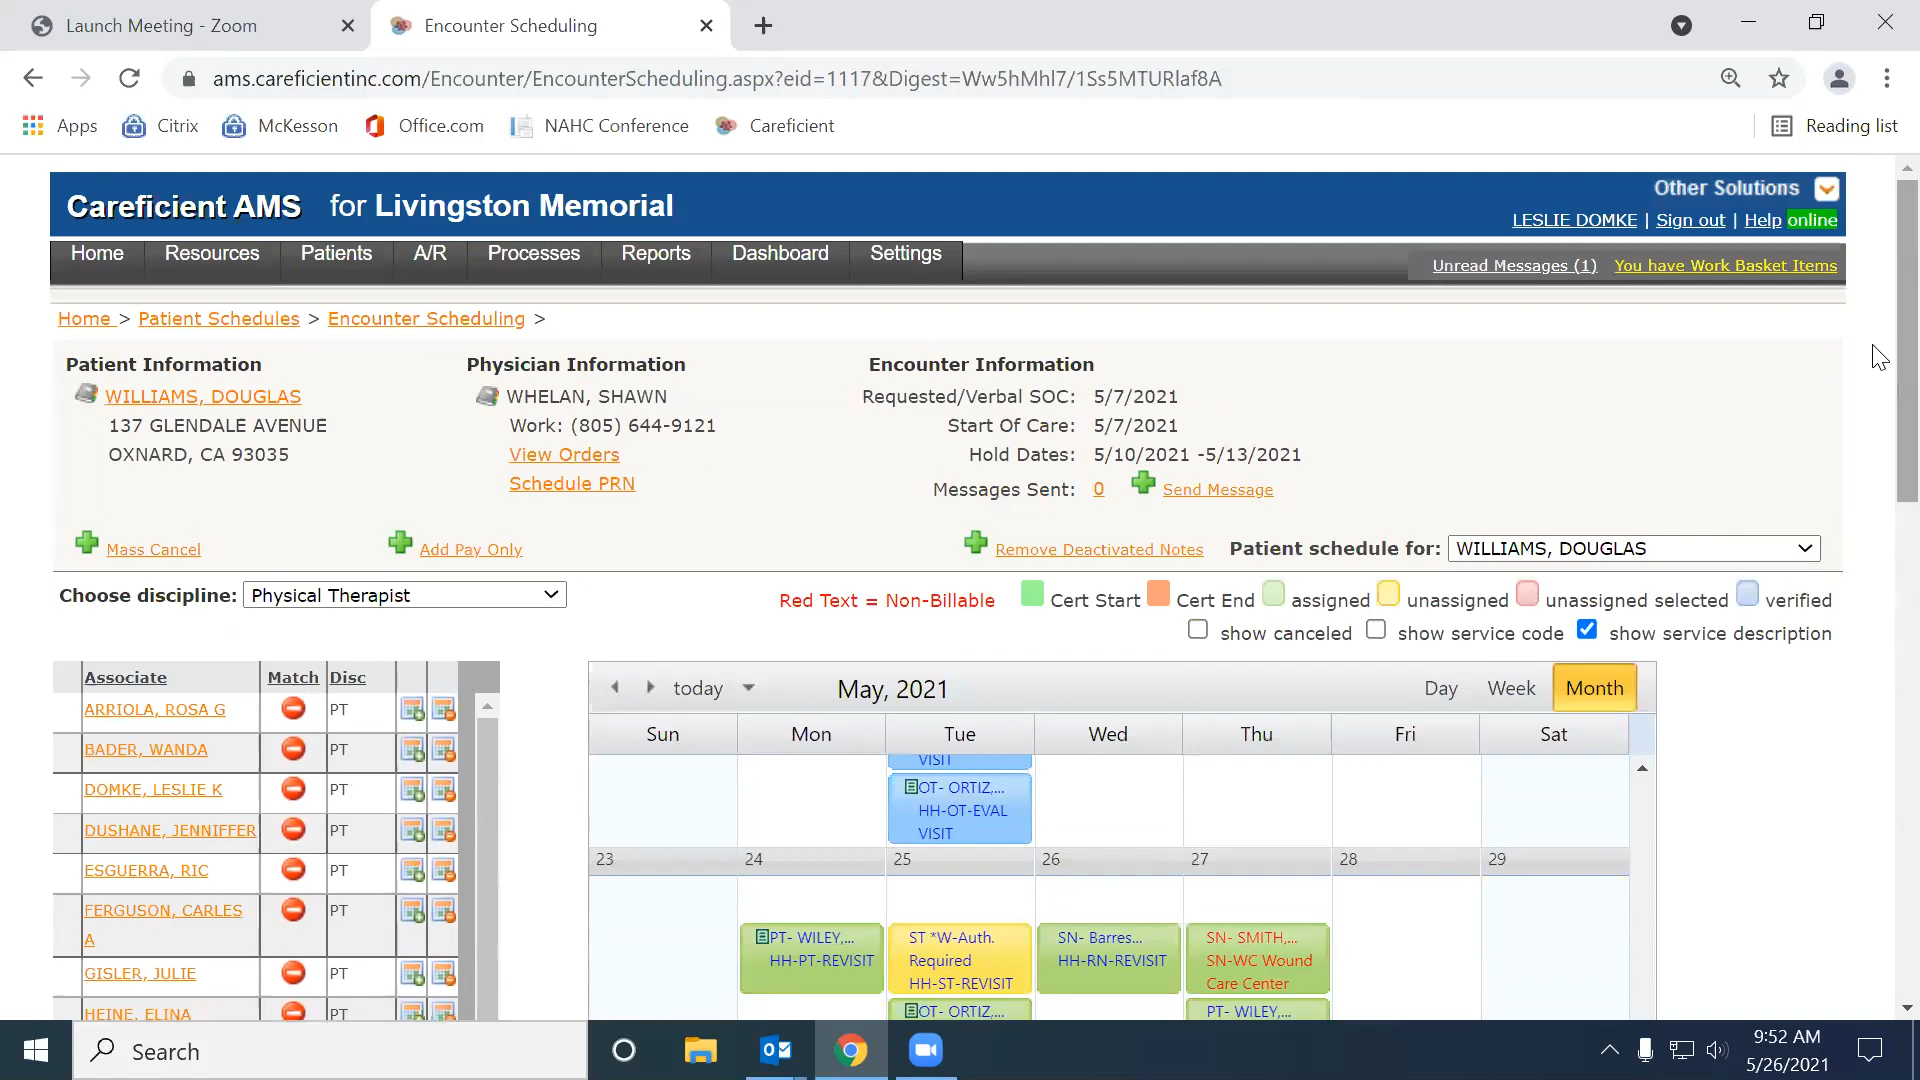 Launch Meeting - Zoom
Encounter Scheduling
ams.careficientinc.com/Encounter/EncounterScheduling.aspx?eid=1117&Digest=Ww5hMhl7/1Ss5MTURlaf8A
Apps Citrix McKesson Office.com NAHC Conference Careficient Reading list
Other Solutions
Careficient AMS for Livingston Memorial
LESLIE DOMKE | Sign out | Help online
Home Resources Patients A/R Processes Reports Dashboard Settings
Unread Messages (1) You have Work Basket Items
Home > Patient Schedules > Encounter Scheduling >
Patient Information Physician Information Encounter Information
WILLIAMS, DOUGLAS WHELAN, SHAWN Requested/Verbal SOC: 5/7/2021
137 GLENDALE AVENUE Work: (805) 644-9121 Start Of Care: 5/7/2021
OXNARD, CA 93035 View Orders Hold Dates: 5/10/2021 -5/13/2021
Schedule PRN Messages Sent: 0 Send Message
Mass Cancel Add Pay Only Remove Deactivated Notes Patient schedule for: WILLIAMS, DOUGLAS
Choose discipline: Physical Therapist Red Text = Non-Billable Cert Start Cert End assigned unassigned unassigned selected verified
show canceled show service code show service description
Associate Match Disc
ARRIOLA, ROSA G PT
BADER, WANDA PT
DOMKE, LESLIE K PT
DUSHANE, JENNIFFER PT
ESGUERRA, RIC PT
FERGUSON, CARLES PT
A
GISLER, JULIE PT
HEINE, ELINA PT
today May, 2021 Day Week Month
Sun Mon Tue Wed Thu Fri Sat
VISIT
OT- ORTIZ,...
HH-OT-EVAL
VISIT
23 24 25 26 27 28 29
PT- WILEY,...
HH-PT-REVISIT
ST *W-Auth.
Required
HH-ST-REVISIT
OT- ORTIZ,...
SN- Barres...
HH-RN-REVISIT
SN- SMITH,...
SN-WC Wound
Care Center
PT- WILEY,...
Search
9:52 AM
5/26/2021